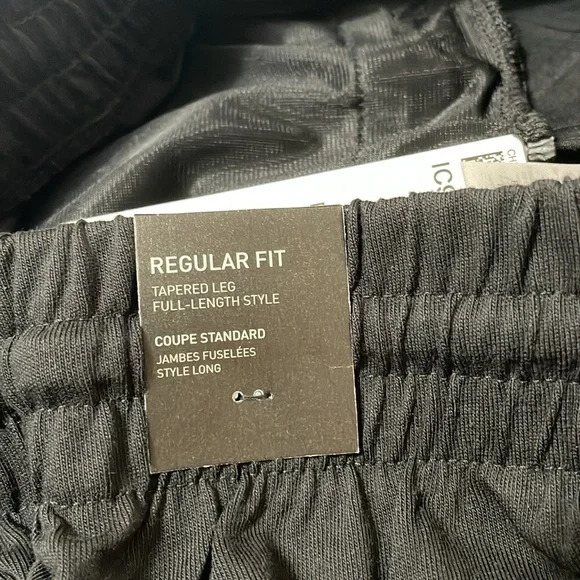 REGULAR FIT
TAPERED LEG
FULL-LENGTH STYLE
COUPE STANDARD
JAMBES FUSELÉES
STYLE LONG